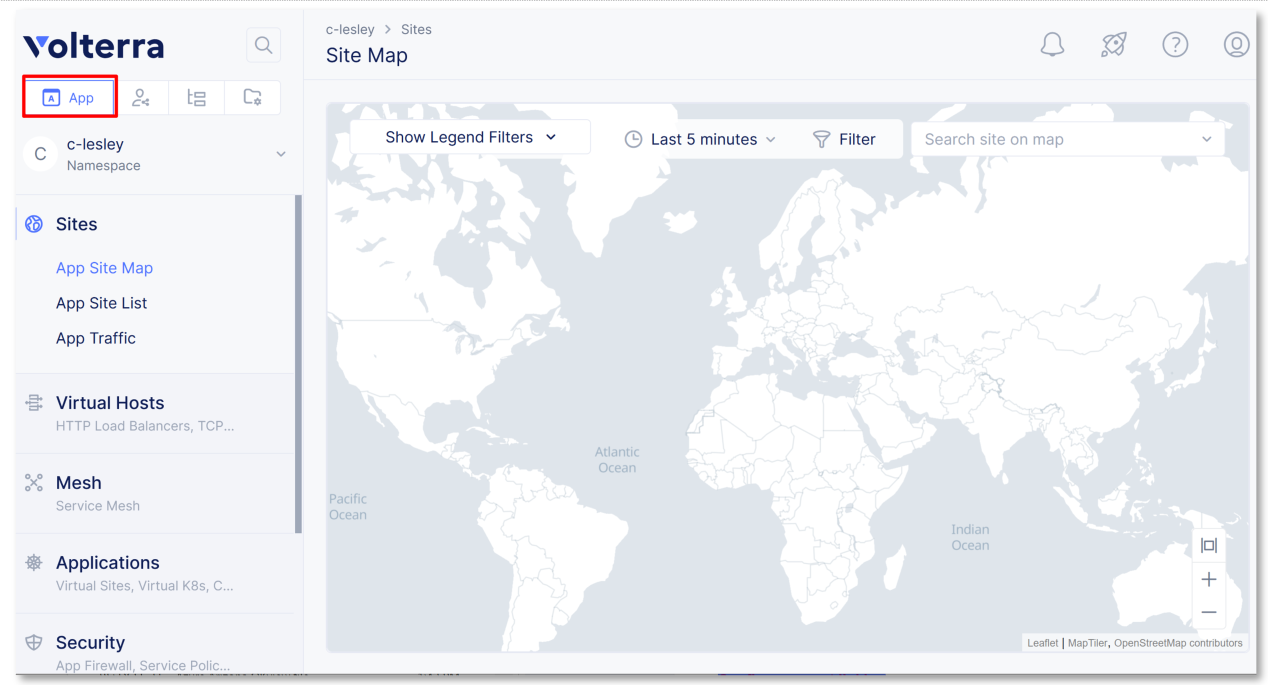 Volterra
App
C
c-lesley
Namespace
Sites
App Site Map
App Site List
App Traffic
Virtual Hosts
HTTP Load Balancers, TCP...
Mesh
Service Mesh
Applications
Virtual Sites, Virtual K8s, C...
Security
App Firewall, Service Polic...
c-lesley > Sites
Site Map
Show Legend Filters
Last 5 minutes
Filter
Search site on map
Atlantic
Ocean
Pacific
Ocean
Indian
Ocean
Leaflet | MapTiler, OpenStreetMap contributors